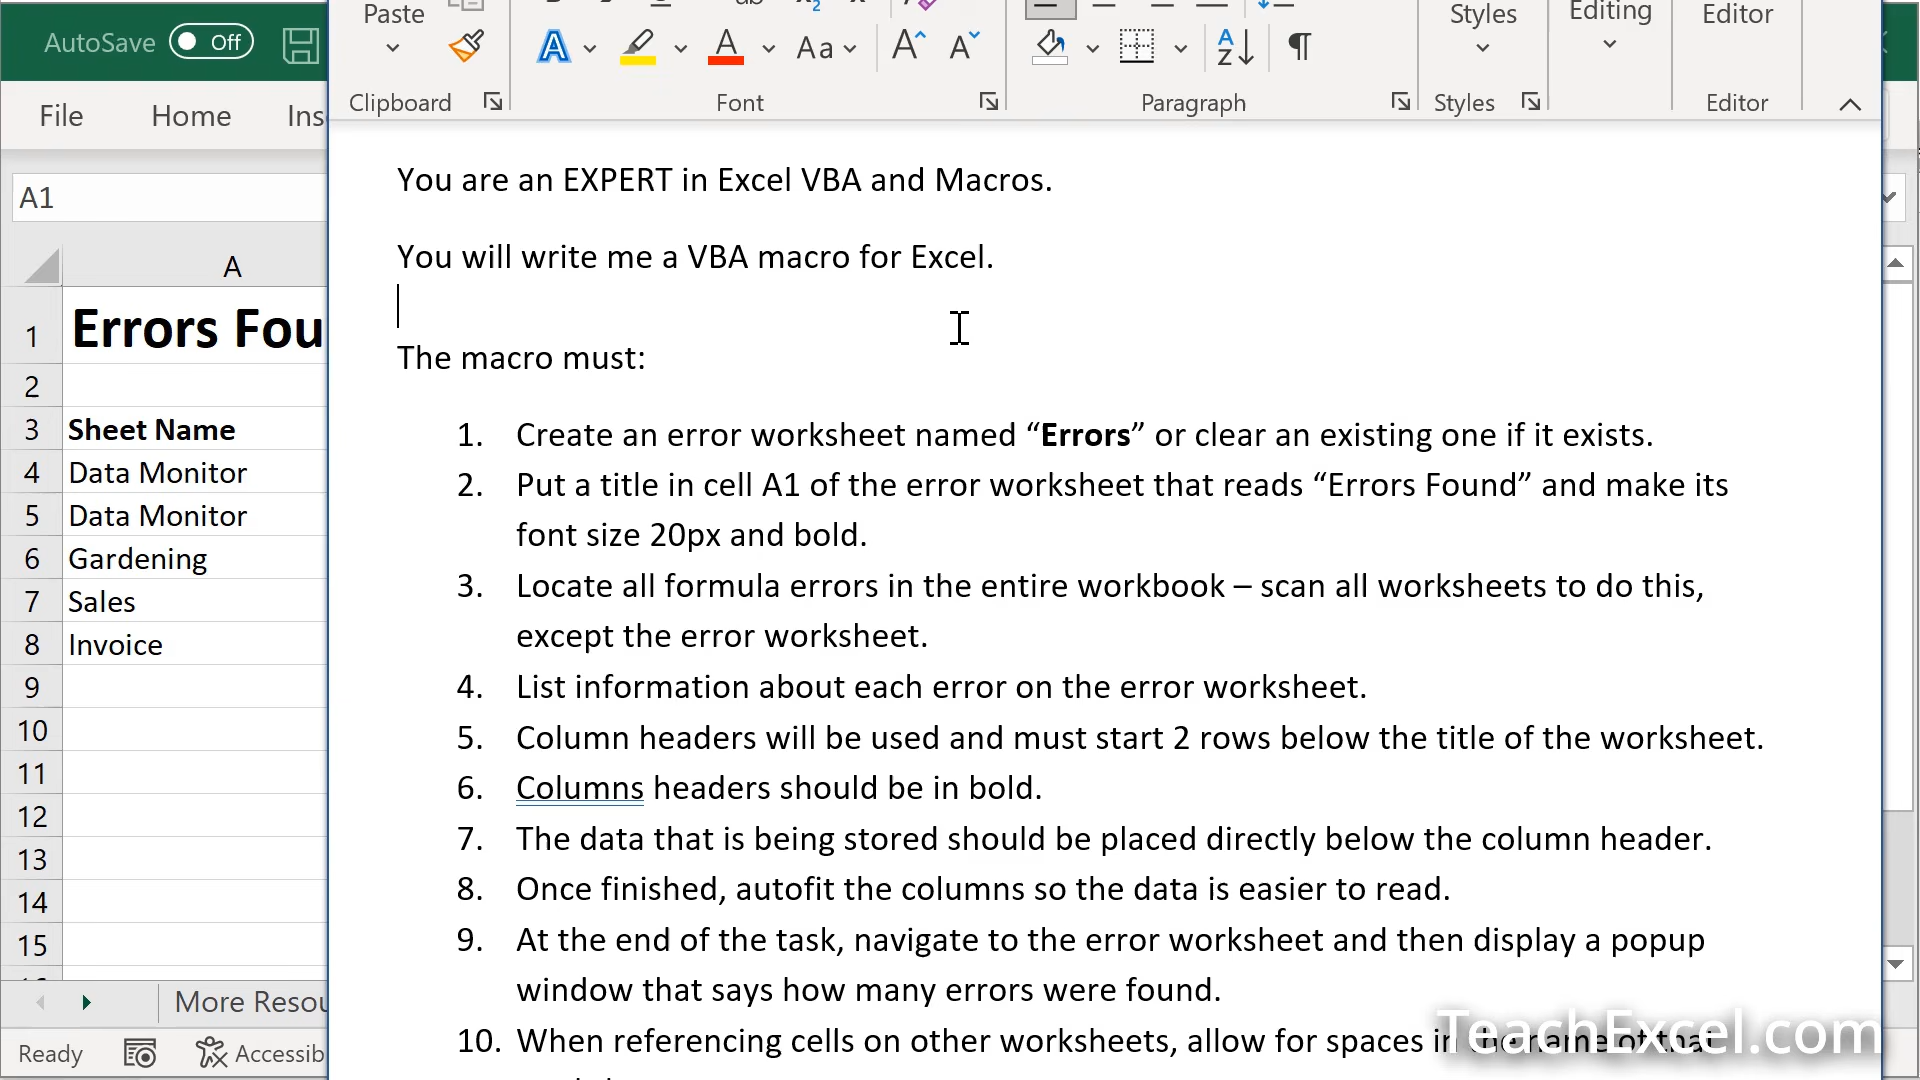 AutoSave Off
File Home Ins
A1
A
1 Errors Fou
2
3 Sheet Name
4 Data Monitor
5 Data Monitor
6 Gardening
7 Sales
8 Invoice
9
10
11
12
13
14
15
More Resou
Ready Accessib
Paste Styles Editing Editor
A A Aa A A A Z ¶
Clipboard Font Paragraph Styles Editor
You are an EXPERT in Excel VBA and Macros.
You will write me a VBA macro for Excel.
The macro must:
1. Create an error worksheet named “Errors” or clear an existing one if it exists.
2. Put a title in cell A1 of the error worksheet that reads “Errors Found” and make its
font size 20px and bold.
3. Locate all formula errors in the entire workbook – scan all worksheets to do this,
except the error worksheet.
4. List information about each error on the error worksheet.
5. Column headers will be used and must start 2 rows below the title of the worksheet.
6. Columns headers should be in bold.
7. The data that is being stored should be placed directly below the column header.
8. Once finished, autofit the columns so the data is easier to read.
9. At the end of the task, navigate to the error worksheet and then display a popup
window that says how many errors were found.
10. When referencing cells on other worksheets, allow for spaces in the name of that
TeachExcel.com